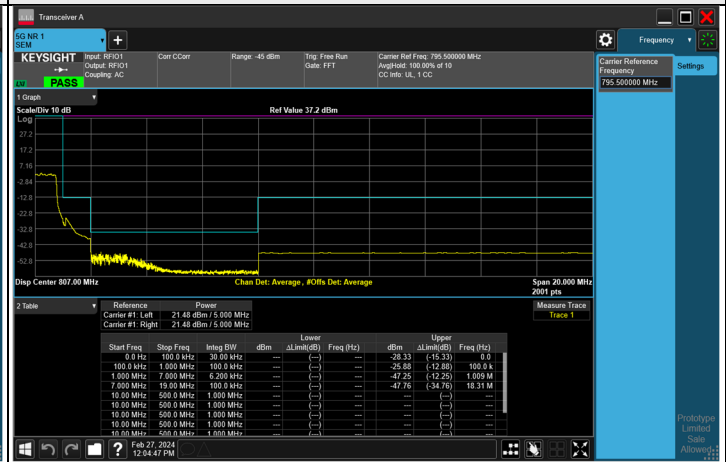 Transceiver A
5G NR 1
SEM
+
Frequency
KEYSIGHT
Input: RFIO1
Output: RFIO1
Coupling: AC
Corr CCorr
Range: -45 dBm
Trig: Free Run
Gate: FFT
Carrier Ref Freq: 795.500000 MHz
Avg|Hold: 100.00% of 10
CC Info: UL, 1 CC
LXI
PASS
Carrier Reference
Frequency
795.500000 MHz
Settings
1 Graph
Scale/Div 10 dB
Ref Value 37.2 dBm
Log
27.2
17.2
7.16
-2.84
-12.8
-22.8
-32.8
-42.8
-52.8
Disp Center 807.00 MHz
Chan Det: Average, #Offs Det: Average
Span 20.000 MHz
2001 pts
2 Table
Reference Power
Carrier #1: Left 21.48 dBm / 5.000 MHz
Carrier #1: Right 21.48 dBm / 5.000 MHz
Measure Trace
Trace 1
Lower Upper
Start Freq Stop Freq Integ BW dBm ΔLimit(dB) Freq (Hz) dBm ΔLimit(dB) Freq (Hz)
0.0 Hz 100.0 kHz 30.00 kHz --- (---) --- -28.33 (-15.33) 0.0
100.0 kHz 1.000 MHz 100.0 kHz --- (---) --- -25.88 (-12.88) 100.0 k
1.000 MHz 7.000 MHz 6.200 kHz --- (---) --- -47.25 (-12.25) 1.009 M
7.000 MHz 19.00 MHz 100.0 kHz --- (---) --- -47.76 (-34.76) 18.31 M
10.00 MHz 500.0 MHz 1.000 MHz --- (---) --- --- (---) ---
10.00 MHz 500.0 MHz 1.000 MHz --- (---) --- --- (---) ---
10.00 MHz 500.0 MHz 1.000 MHz --- (---) --- --- (---) ---
10.00 MHz 500.0 MHz 1.000 MHz --- (---) --- --- (---) ---
Prototype
Limited
Sale
Allowed
?
Feb 27, 2024
12:04:47 PM